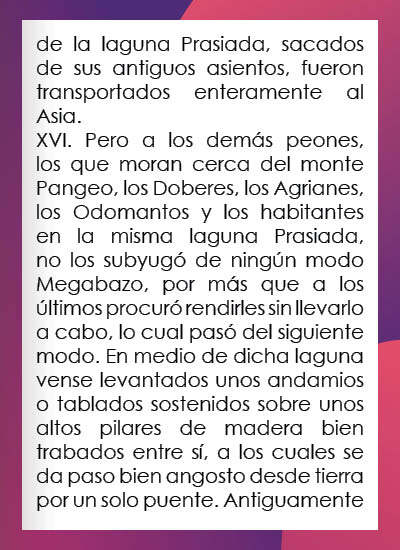 de la laguna Prasiada, sacados
de sus antiguos asientos, fueron
transportados enteramente al
Asia.
XVI. Pero a los demás peones,
los que moran cerca del monte
Pangeo, los Doberes, los Agrianes,
los Odomantos y los habitantes
en la misma laguna Prasiada,
no los subyugó de ningún modo
Megabazo, por más que a los
últimos procuró rendirles sin llevarlo
a cabo, lo cual pasó del siguiente
modo. En medio de dicha laguna
vense levantados unos andamios
o tablados sostenidos sobre unos
altos pilares de madera bien
trabados entre sí, a los cuales se
da paso bien angosto desde tierra
por un solo puente. Antiguamente